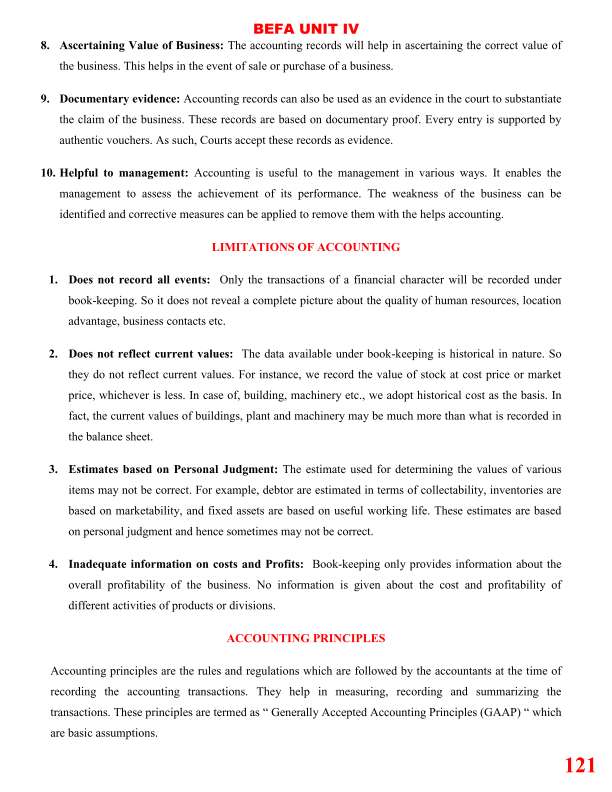 BEFA UNIT IV
8. Ascertaining Value of Business: The accounting records will help in ascertaining the correct value of
the business. This helps in the event of sale or purchase of a business.
9. Documentary evidence: Accounting records can also be used as an evidence in the court to substantiate
the claim of the business. These records are based on documentary proof. Every entry is supported by
authentic vouchers. As such, Courts accept these records as evidence.
10. Helpful to management: Accounting is useful to the management in various ways. It enables the
management to assess the achievement of its performance. The weakness of the business can be
identified and corrective measures can be applied to remove them with the helps accounting.
LIMITATIONS OF ACCOUNTING
1. Does not record all events: Only the transactions of a financial character will be recorded under
book-keeping. So it does not reveal a complete picture about the quality of human resources, location
advantage, business contacts etc.
2. Does not reflect current values: The data available under book-keeping is historical in nature. So
they do not reflect current values. For instance, we record the value of stock at cost price or market
price, whichever is less. In case of, building, machinery etc., we adopt historical cost as the basis. In
fact, the current values of buildings, plant and machinery may be much more than what is recorded in
the balance sheet.
3. Estimates based on Personal Judgment: The estimate used for determining the values of various
items may not be correct. For example, debtor are estimated in terms of collectability, inventories are
based on marketability, and fixed assets are based on useful working life. These estimates are based
on personal judgment and hence sometimes may not be correct.
4. Inadequate information on costs and Profits: Book-keeping only provides information about the
overall profitability of the business. No information is given about the cost and profitability of
different activities of products or divisions.
ACCOUNTING PRINCIPLES
Accounting principles are the rules and regulations which are followed by the accountants at the time of
recording the accounting transactions. They help in measuring, recording and summarizing the
transactions. These principles are termed as “ Generally Accepted Accounting Principles (GAAP) “ which
are basic assumptions.
121